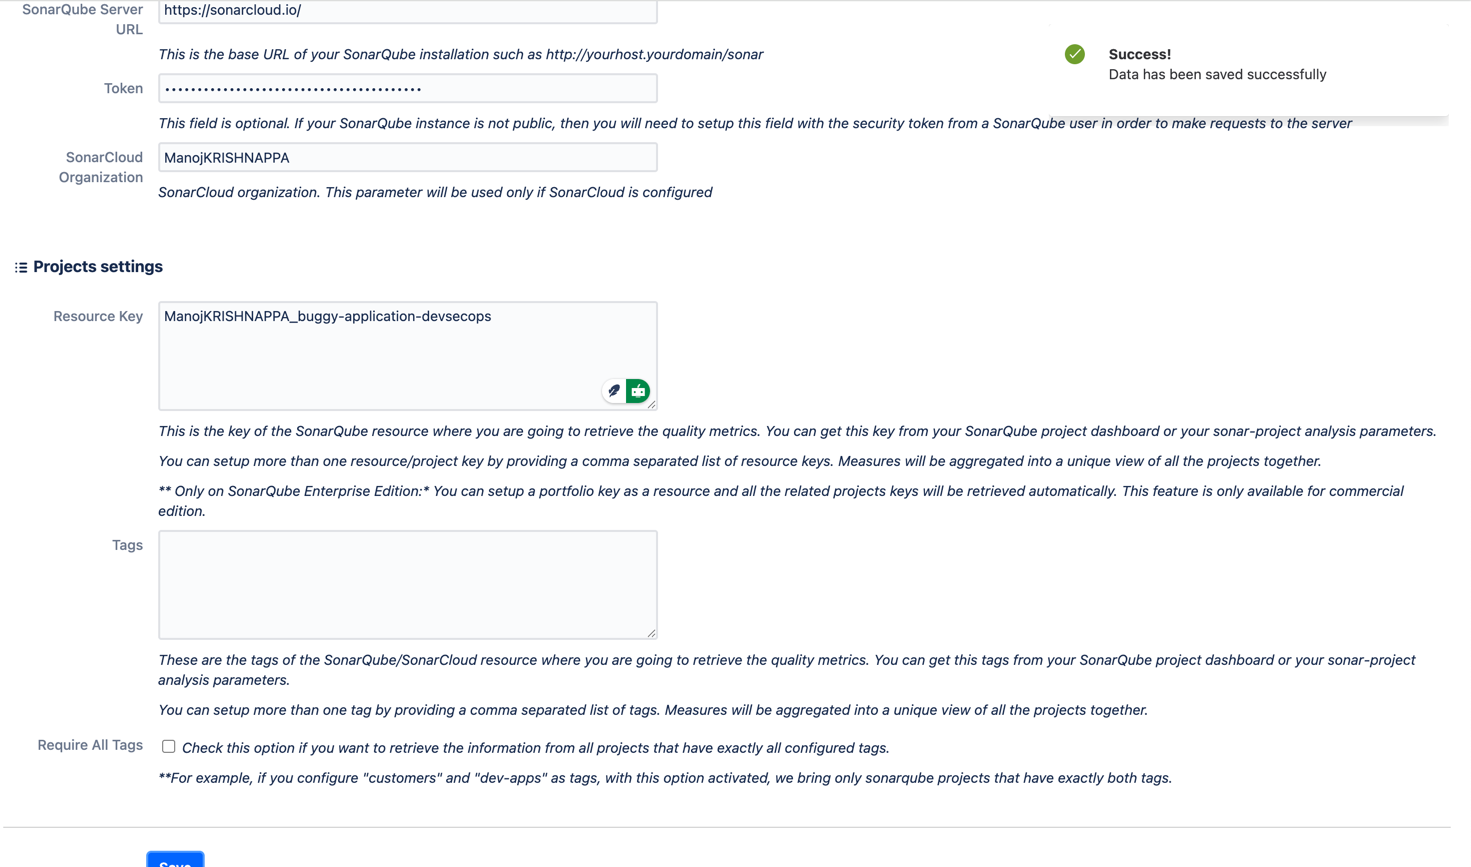 SonarQube Server
URL
https://sonarcloud.io/
This is the base URL of your SonarQube installation such as http://yourhost.yourdomain/sonar
Success!
Data has been saved successfully
Token
This field is optional. If your SonarQube instance is not public, then you will need to setup this field with the security token from a SonarQube user in order to make requests to the server
SonarCloud
Organization
ManojKRISHNAPPA
SonarCloud organization. This parameter will be used only if SonarCloud is configured
Projects settings
Resource Key
ManojKRISHNAPPA_buggy-application-devsecops
This is the key of the SonarQube resource where you are going to retrieve the quality metrics. You can get this key from your SonarQube project dashboard or your sonar-project analysis parameters.
You can setup more than one resource/project key by providing a comma separated list of resource keys. Measures will be aggregated into a unique view of all the projects together.
** Only on SonarQube Enterprise Edition:* You can setup a portfolio key as a resource and all the related projects keys will be retrieved automatically. This feature is only available for commercial
edition.
Tags
These are the tags of the SonarQube/SonarCloud resource where you are going to retrieve the quality metrics. You can get this tags from your SonarQube project dashboard or your sonar-project
analysis parameters.
You can setup more than one tag by providing a comma separated list of tags. Measures will be aggregated into a unique view of all the projects together.
Require All Tags
Check this option if you want to retrieve the information from all projects that have exactly all configured tags.
**For example, if you configure "customers" and "dev-apps" as tags, with this option activated, we bring only sonarqube projects that have exactly both tags.
Save